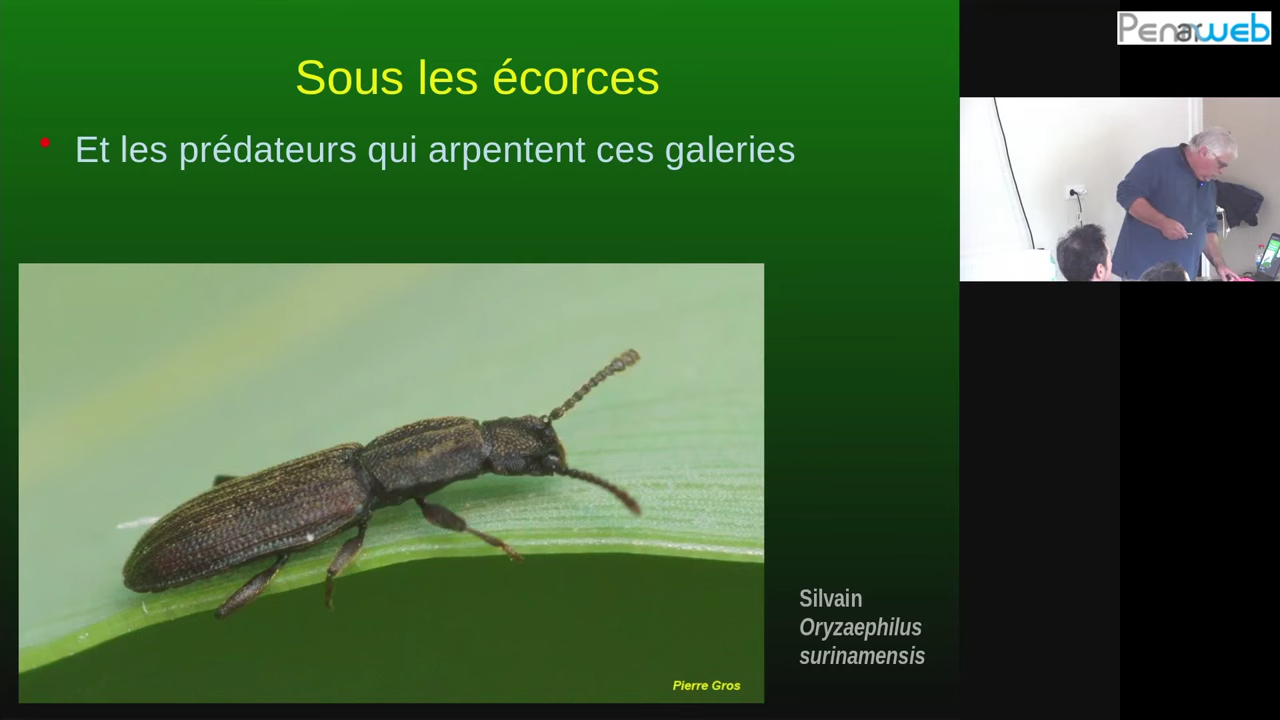 Sous les écorces
Et les prédateurs qui arpentent ces galeries
Silvain
Oryzaephilus
surinamensis
Pierre Gros
Penarweb